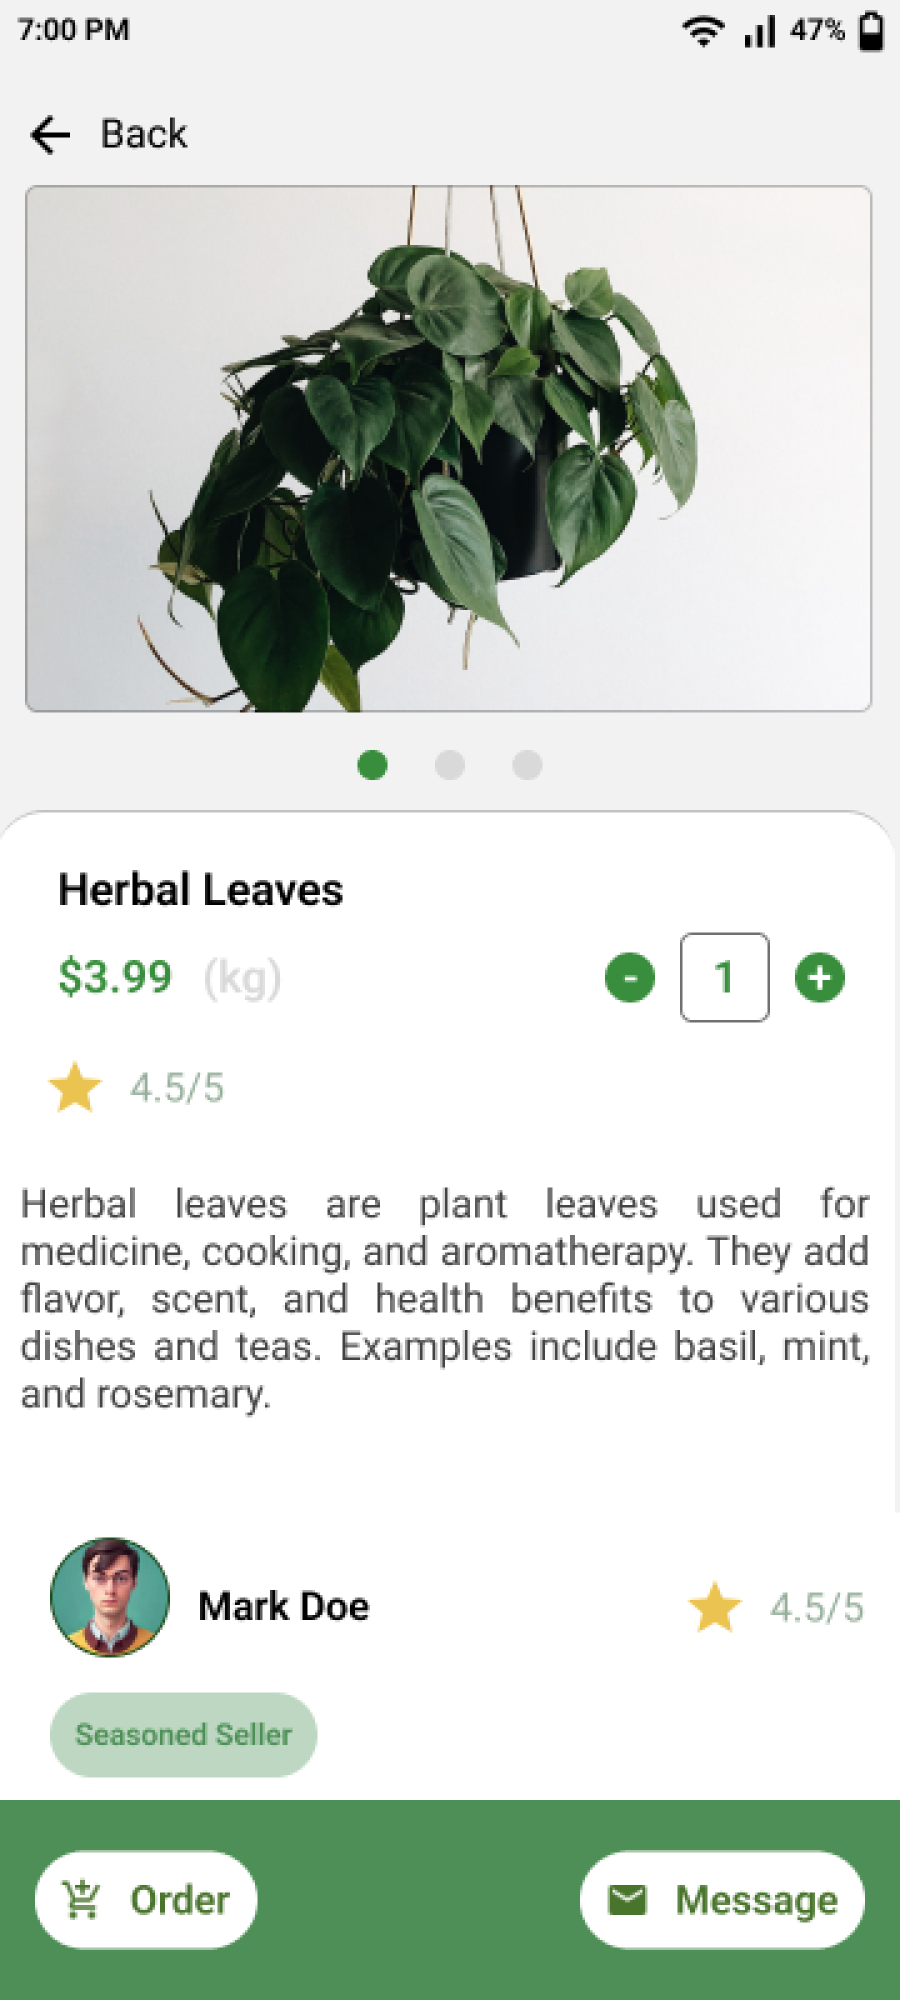 7:00 PM 47%
Back
Herbal Leaves
$3.99 (kg) - 1 +
4.5/5
Herbal leaves are plant leaves used for
medicine, cooking, and aromatherapy. They add
flavor, scent, and health benefits to various
dishes and teas. Examples include basil, mint,
and rosemary.
Mark Doe 4.5/5
Seasoned Seller
Order Message